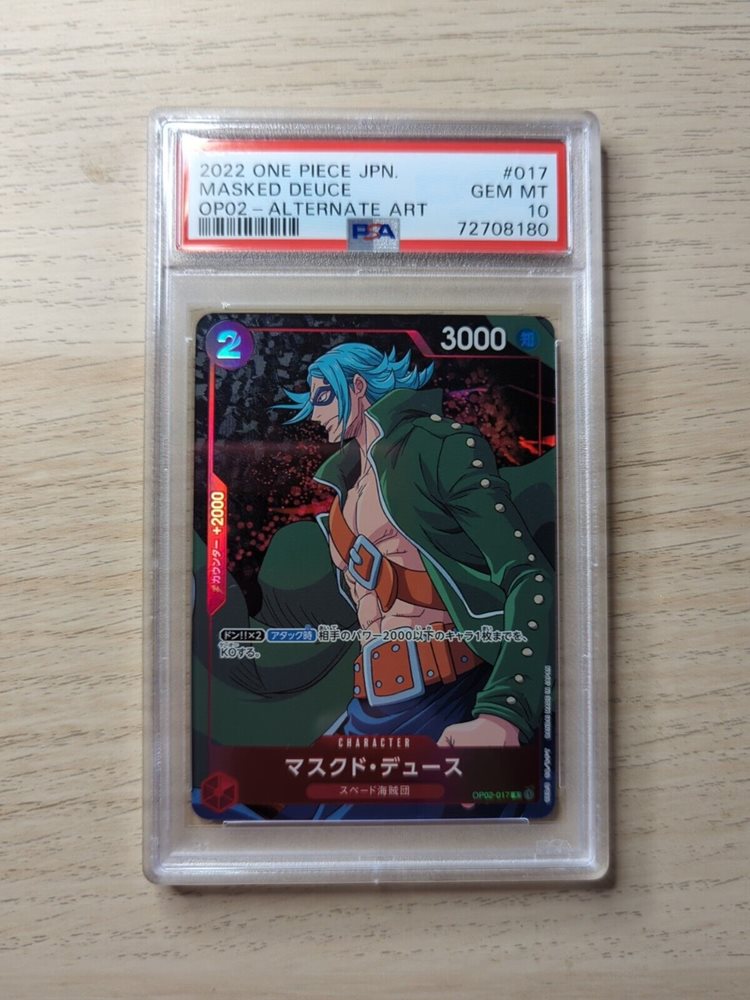 2022 ONE PIECE JPN. #017
MASKED DEUCE GEM MT
OP02 – ALTERNATE ART 10
PSA 72708180
2 3000 知
カウンター +2000
ドン!!×2 アタック時 相手のパワー2000以下のキャラ1枚までを、
KOする。
CHARACTER
マスクド・デュース
スペード海賊団
OP02-017